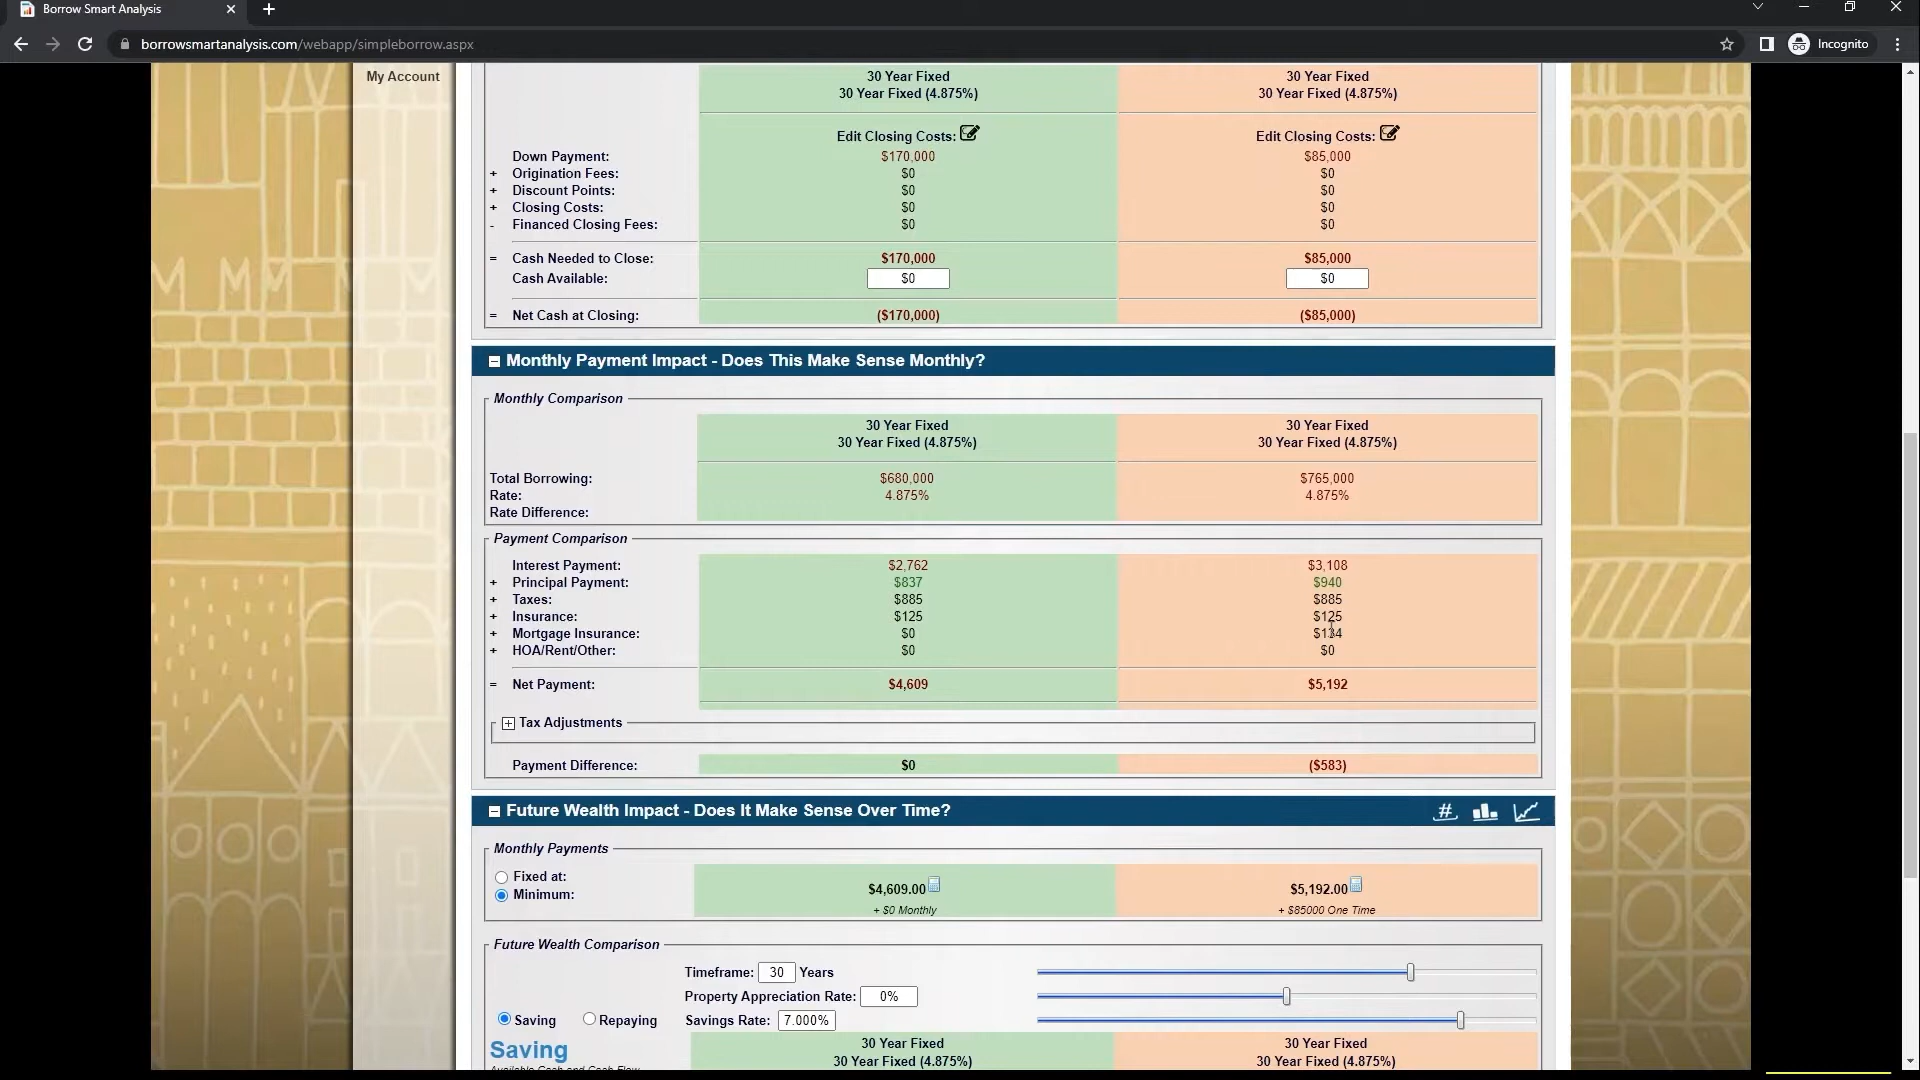 Borrow Smart Analysis
borrowsmartanalysis.com/webapp/simpleborrow.aspx
Incognito
My Account
30 Year Fixed 30 Year Fixed
30 Year Fixed (4.875%) 30 Year Fixed (4.875%)
Edit Closing Costs: Edit Closing Costs:
Down Payment: $170,000 $85,000
+ Origination Fees: $0 $0
+ Discount Points: $0 $0
+ Closing Costs: $0 $0
- Financed Closing Fees: $0 $0
= Cash Needed to Close: $170,000 $85,000
Cash Available: $0 $0
= Net Cash at Closing: ($170,000) ($85,000)
Monthly Payment Impact - Does This Make Sense Monthly?
Monthly Comparison
30 Year Fixed 30 Year Fixed
30 Year Fixed (4.875%) 30 Year Fixed (4.875%)
Total Borrowing: $680,000 $765,000
Rate: 4.875% 4.875%
Rate Difference:
Payment Comparison
Interest Payment: $2,762 $3,108
+ Principal Payment: $837 $940
+ Taxes: $885 $885
+ Insurance: $125 $125
+ Mortgage Insurance: $0 $134
+ HOA/Rent/Other: $0 $0
= Net Payment: $4,609 $5,192
Tax Adjustments
Payment Difference: $0 ($583)
Future Wealth Impact - Does It Make Sense Over Time? #
Monthly Payments
Fixed at:
Minimum: $4,609.00 $5,192.00
+ $0 Monthly + $85000 One Time
Future Wealth Comparison
Timeframe: 30 Years
Property Appreciation Rate: 0%
Saving Repaying Savings Rate: 7.000%
Saving 30 Year Fixed 30 Year Fixed
30 Year Fixed (4.875%) 30 Year Fixed (4.875%)
Available Cash and Cash Flow